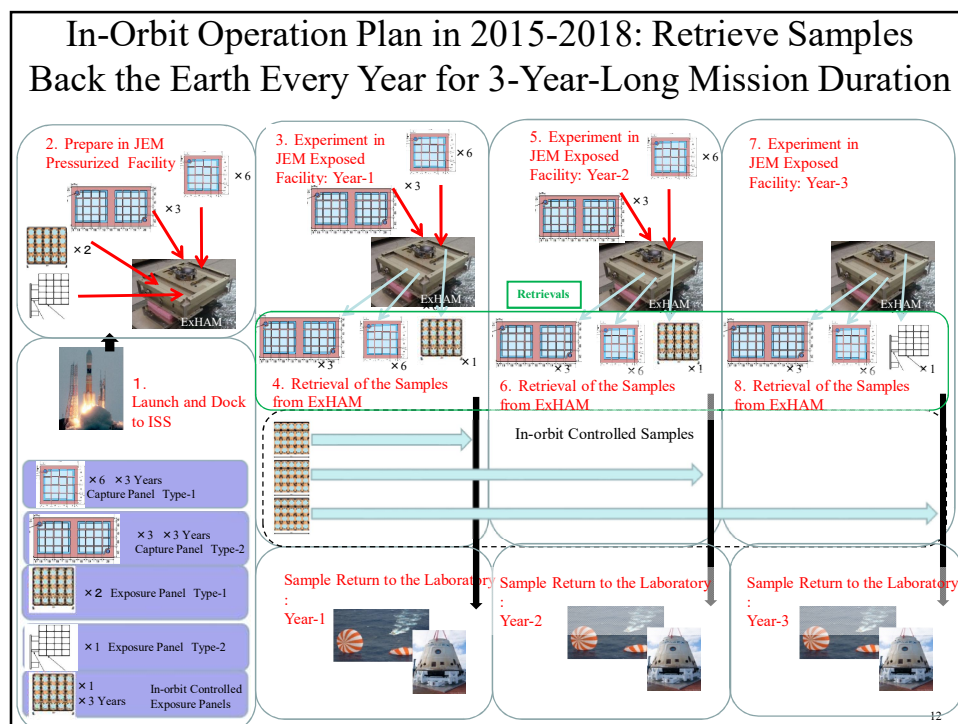 In-Orbit Operation Plan in 2015-2018: Retrieve Samples
Back the Earth Every Year for 3-Year-Long Mission Duration
2. Prepare in JEM
Pressurized Facility
×6
×3
×2
ExHAM
3. Experiment in
JEM Exposed
Facility: Year-1
×6
×3
ExHAM
5. Experiment in
JEM Exposed
Facility: Year-2
×6
×3
ExHAM
7. Experiment in
JEM Exposed
Facility: Year-3
ExHAM
Retrievals
×3
×6
×1
4. Retrieval of the Samples
from ExHAM
×3
×6
×1
6. Retrieval of the Samples
from ExHAM
×3
×6
×1
8. Retrieval of the Samples
from ExHAM
1.
Launch and Dock
to ISS
In-orbit Controlled Samples
×6 ×3 Years
Capture Panel Type-1
×3 ×3 Years
Capture Panel Type-2
×2 Exposure Panel Type-1
×1 Exposure Panel Type-2
×1
×3 Years
In-orbit Controlled
Exposure Panels
Sample Return to the Laboratory
:
Year-1
Sample Return to the Laboratory
:
Year-2
Sample Return to the Laboratory
:
Year-3
12